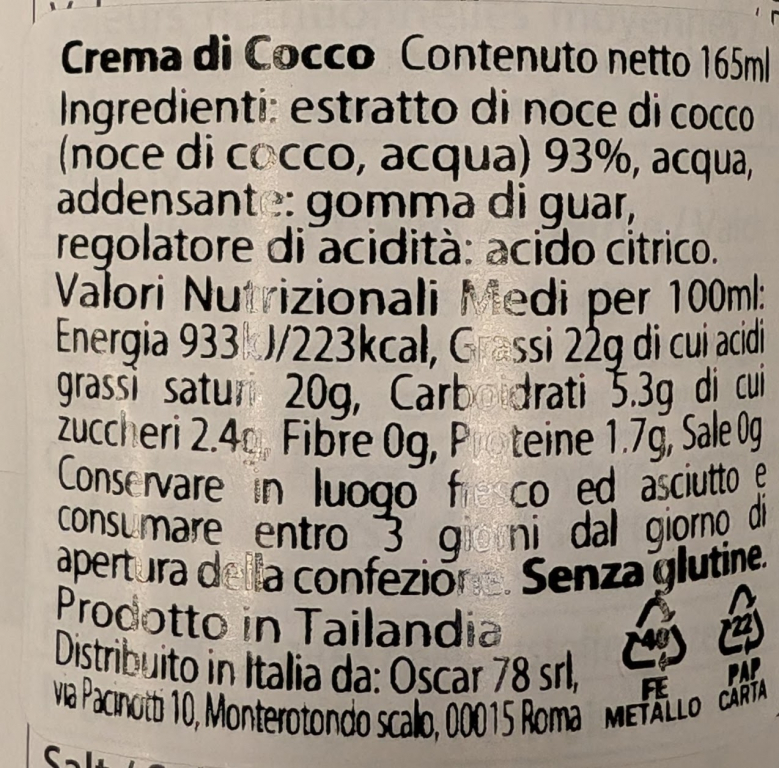 Crema di Cocco Contenuto netto 165ml
Ingredienti: estratto di noce di cocco
(noce di cocco, acqua) 93%, acqua,
addensante: gomma di guar,
regolatore di acidità: acido citrico.
Valori Nutrizionali Medi per 100ml:
Energia 933kJ/223kcal, Grassi 22g di cui acidi
grassi saturi 20g, Carboidrati 5.3g di cui
zuccheri 2.4g, Fibre 0g, Proteine 1.7g, Sale 0g
Conservare in luogo fresco ed asciutto e
consumare entro 3 giorni dal giorno di
apertura della confezione. Senza glutine.
Prodotto in Tailandia
Distribuito in Italia da: Oscar 78 srl,
via Pacinotti 10, Monterotondo scalo, 00015 Roma
40
FE
METALLO
22
PAP
CARTA
Salt /